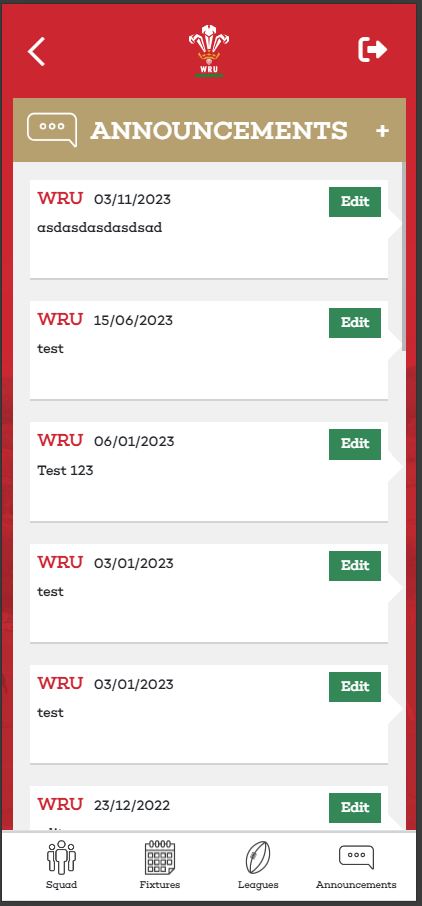 WRU
ANNOUNCEMENTS +
WRU 03/11/2023 Edit
asdasdasdasdsad
WRU 15/06/2023 Edit
test
WRU 06/01/2023 Edit
Test 123
WRU 03/01/2023 Edit
test
WRU 03/01/2023 Edit
test
WRU 23/12/2022 Edit
Squad Fixtures Leagues Announcements